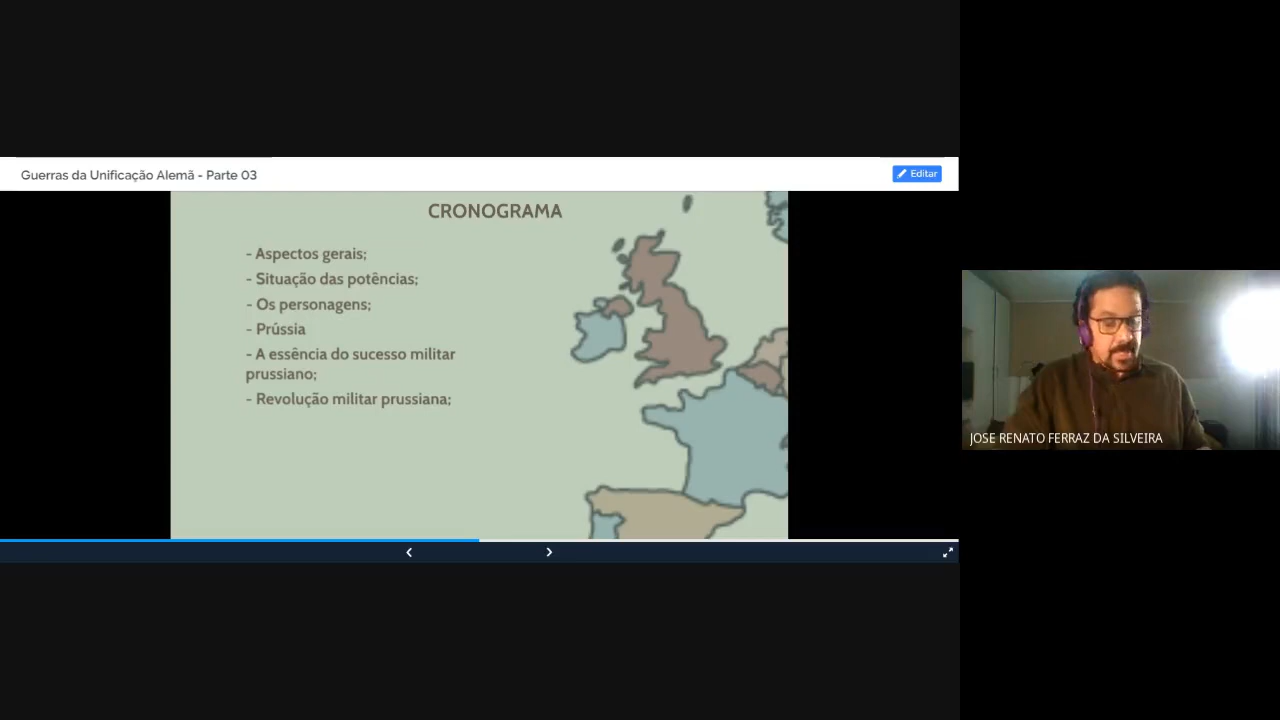 Guerras da Unificação Alemã - Parte 03
Editar
CRONOGRAMA
- Aspectos gerais;
- Situação das potências;
- Os personagens;
- Prússia
- A essência do sucesso militar
prussiano;
- Revolução militar prussiana;
JOSE RENATO FERRAZ DA SILVEIRA